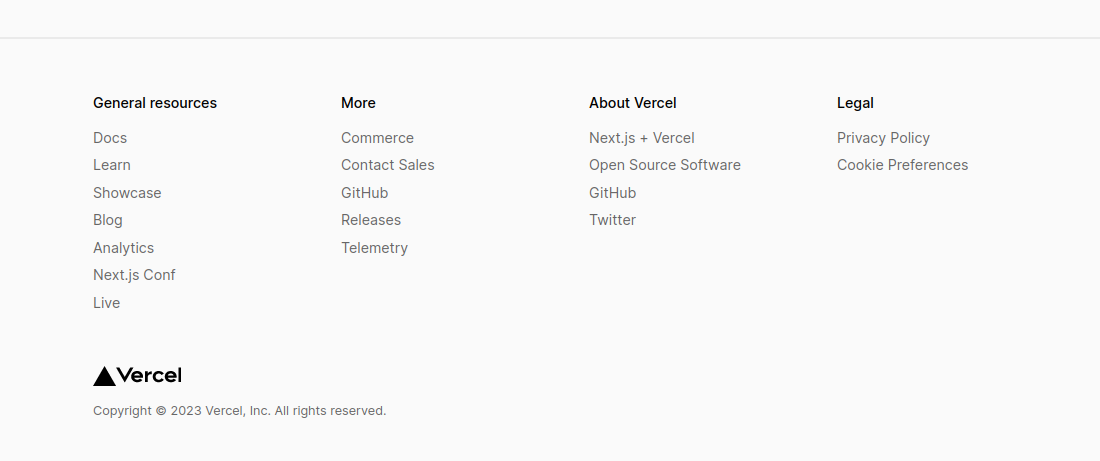 General resources
Docs
Learn
Showcase
Blog
Analytics
Next.js Conf
Live
More
Commerce
Contact Sales
GitHub
Releases
Telemetry
About Vercel
Next.js + Vercel
Open Source Software
GitHub
Twitter
Legal
Privacy Policy
Cookie Preferences
Vercel
Copyright © 2023 Vercel, Inc. All rights reserved.